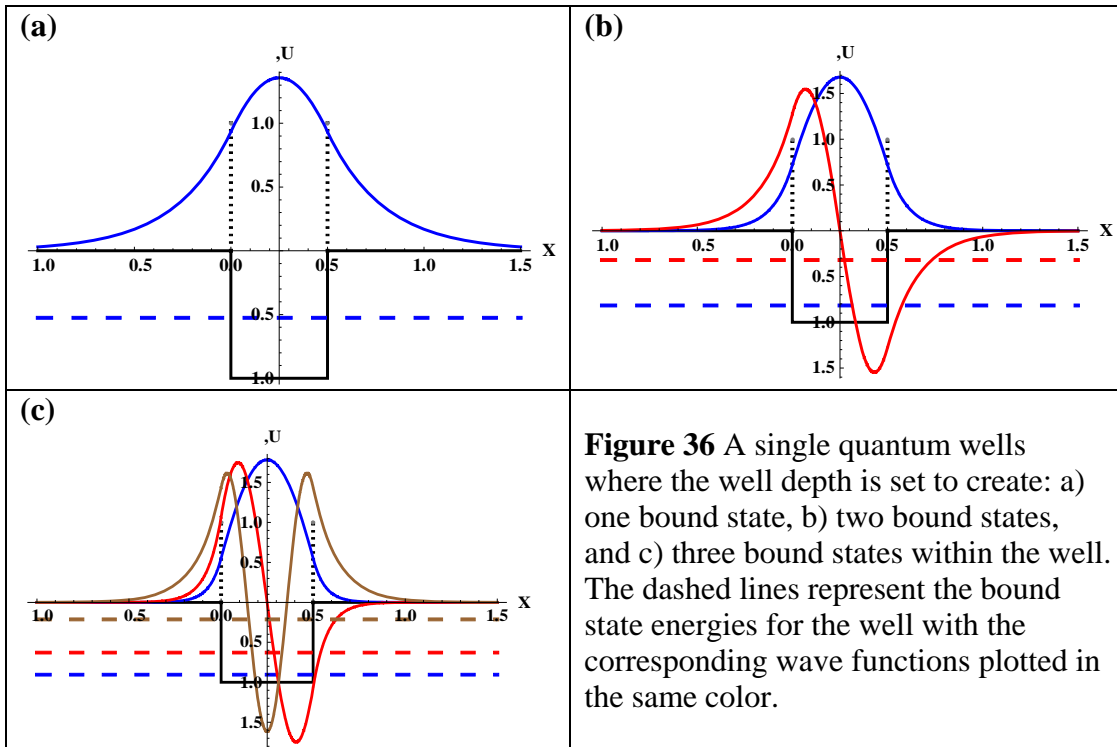 (a)
,U
1.0
0.5
1.0 0.5 0.0 0.5 1.0 1.5 X
0.5
1.0
(b)
,U
1.5
1.0
0.5
1.0 0.5 0.0 0.5 1.0 1.5 X
0.5
1.0
1.5
(c)
,U
1.5
1.0
0.5
1.0 0.5 0.0 0.5 1.0 1.5 X
0.5
1.0
1.5
Figure 36 A single quantum wells
where the well depth is set to create: a)
one bound state, b) two bound states,
and c) three bound states within the well.
The dashed lines represent the bound
state energies for the well with the
corresponding wave functions plotted in
the same color.